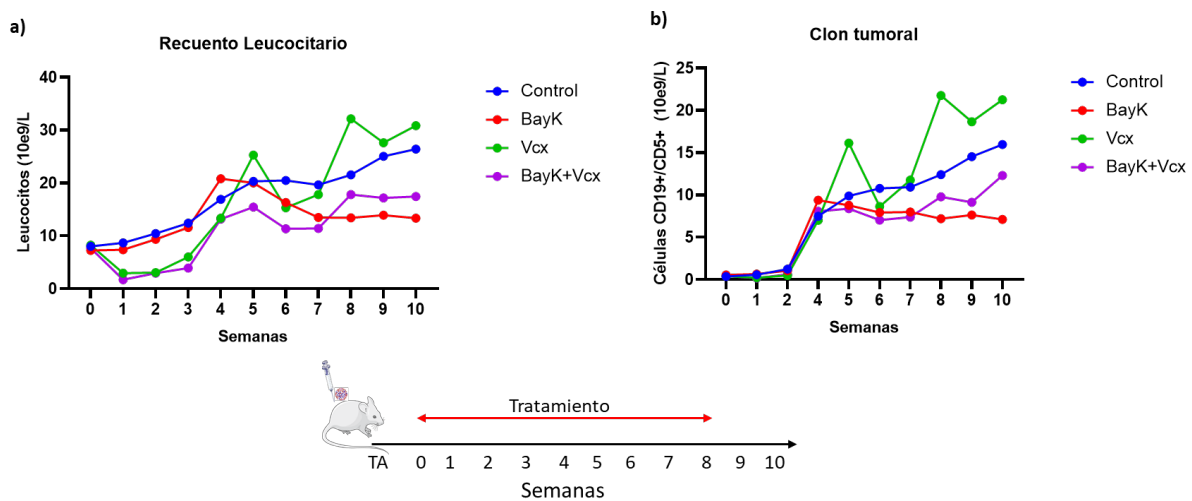 a)
Recuento Leucocitario
Leucocitos (10e9/L
40
30
20
10
0
0 1 2 3 4 5 6 7 8 9 10
Semanas
Control
BayK
Vcx
BayK+Vcx
b)
Clon tumoral
Células CD19+/CD5+ (10e9/L)
25
20
15
10
5
0
0 1 2 4 5 6 7 8 9 10
Semanas
Control
BayK
Vcx
BayK+Vcx
Tratamiento
TA 0 1 2 3 4 5 6 7 8 9 10
Semanas